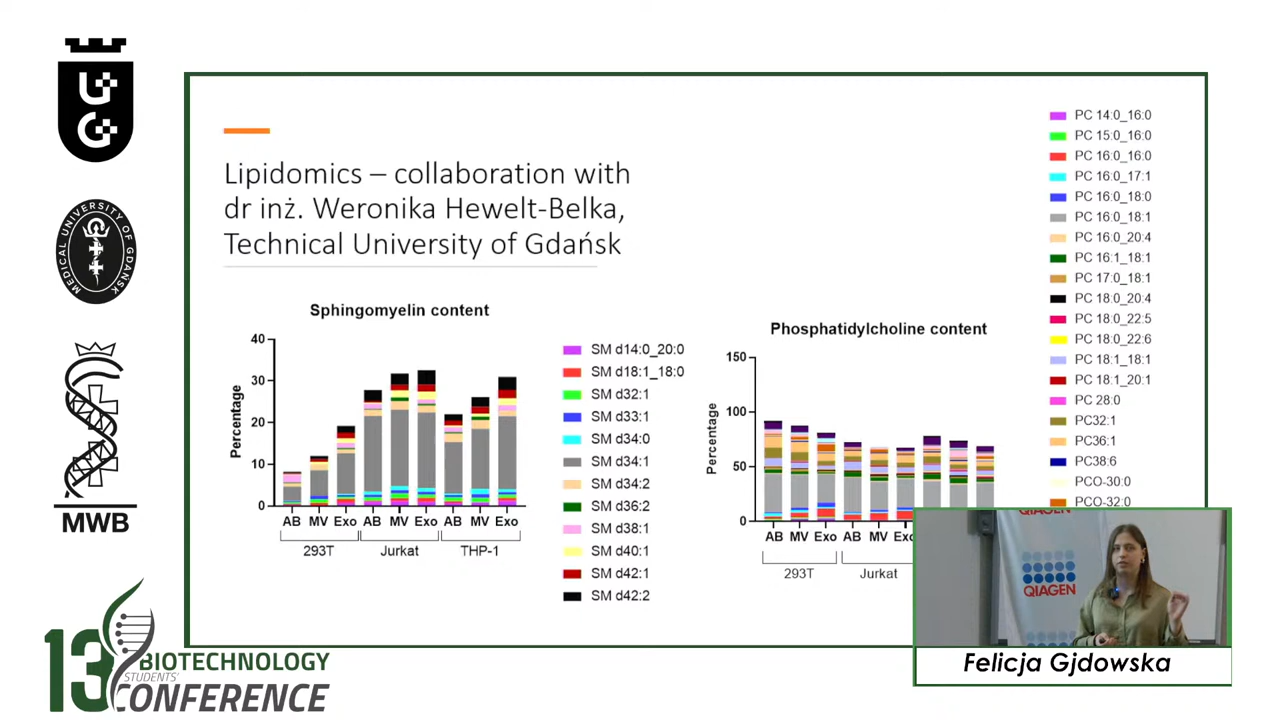 UG
MEDICAL UNIVERSITY OF GDAŃSK
MWB
13
BIOTECHNOLOGY
STUDENTS'
CONFERENCE
Lipidomics – collaboration with
dr inż. Weronika Hewelt-Belka,
Technical University of Gdańsk
Sphingomyelin content
Percentage
40
30
20
10
0
AB MV Exo AB MV Exo AB MV Exo
293T Jurkat THP-1
SM d14:0_20:0
SM d18:1_18:0
SM d32:1
SM d33:1
SM d34:0
SM d34:1
SM d34:2
SM d36:2
SM d38:1
SM d40:1
SM d42:1
SM d42:2
Phosphatidylcholine content
Percentage
150
100
50
0
AB MV Exo AB MV
293T Jurkat
PC 14:0_16:0
PC 15:0_16:0
PC 16:0_16:0
PC 16:0_17:1
PC 16:0_18:0
PC 16:0_18:1
PC 16:0_20:4
PC 16:1_18:1
PC 17:0_18:1
PC 18:0_20:4
PC 18:0_22:5
PC 18:0_22:6
PC 18:1_18:1
PC 18:1_20:1
PC 28:0
PC32:1
PC36:1
PC38:6
PCO-30:0
PCO-32:0
QIAGEN
QIAGEN
Felicja Gjdowska